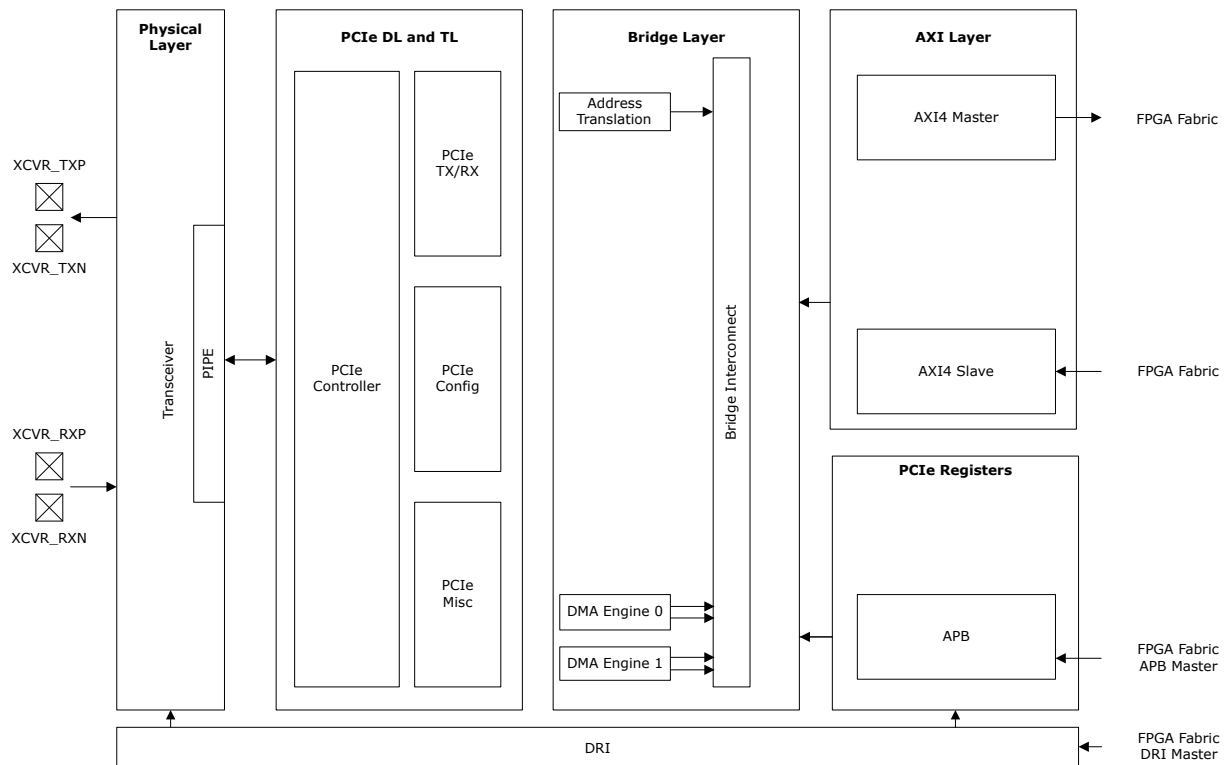 Physical
Layer
PCIe DL and TL
Bridge Layer
AXI Layer
Address
Translation
AXI4 Master
FPGA Fabric
PCIe
TX/RX
XCVR_TXP
XCVR_TXN
Transceiver
PIPE
PCIe
Controller
PCIe
Config
Bridge Interconnect
AXI4 Slave
FPGA Fabric
XCVR_RXP
XCVR_RXN
PCIe Registers
PCIe
Misc
DMA Engine 0
DMA Engine 1
APB
FPGA Fabric
APB Master
DRI
FPGA Fabric
DRI Master